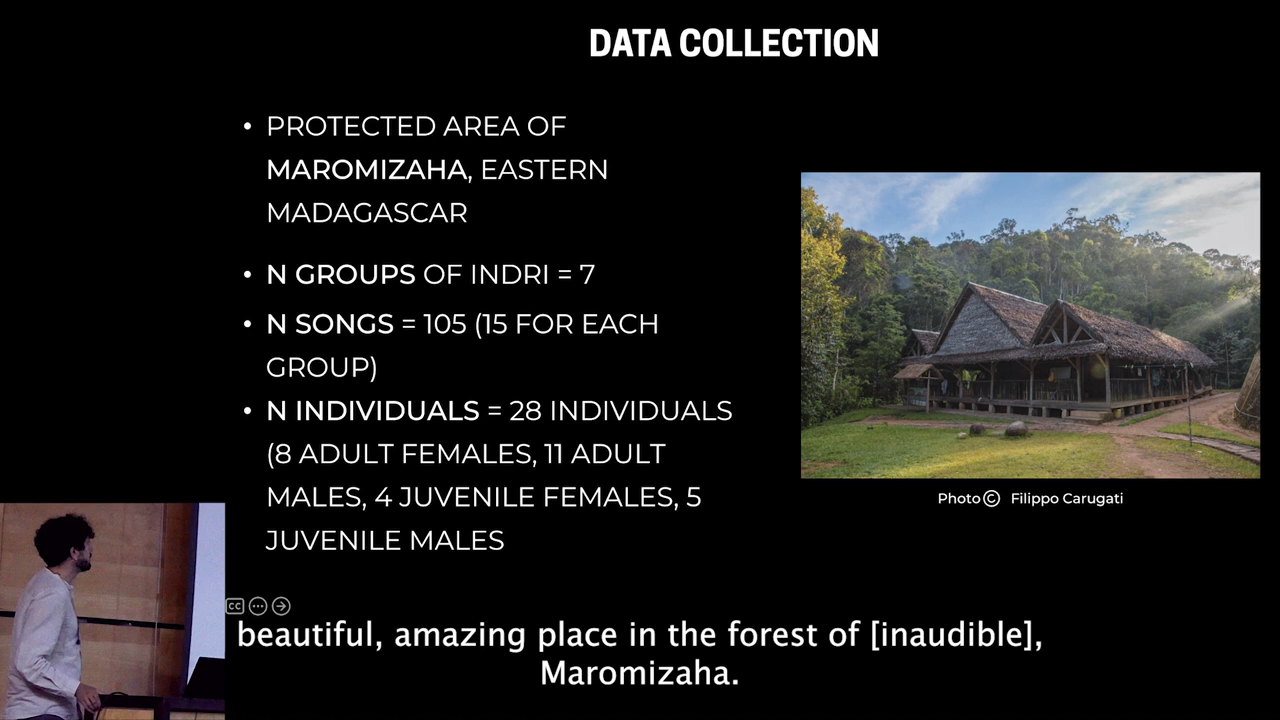 DATA COLLECTION
• PROTECTED AREA OF
MAROMIZAHA, EASTERN
MADAGASCAR
• N GROUPS OF INDRI = 7
• N SONGS = 105 (15 FOR EACH
GROUP)
• N INDIVIDUALS = 28 INDIVIDUALS
(8 ADULT FEMALES, 11 ADULT
MALES, 4 JUVENILE FEMALES, 5
JUVENILE MALES
Photo © Filippo Carugati
CC
beautiful, amazing place in the forest of [inaudible],
Maromizaha.